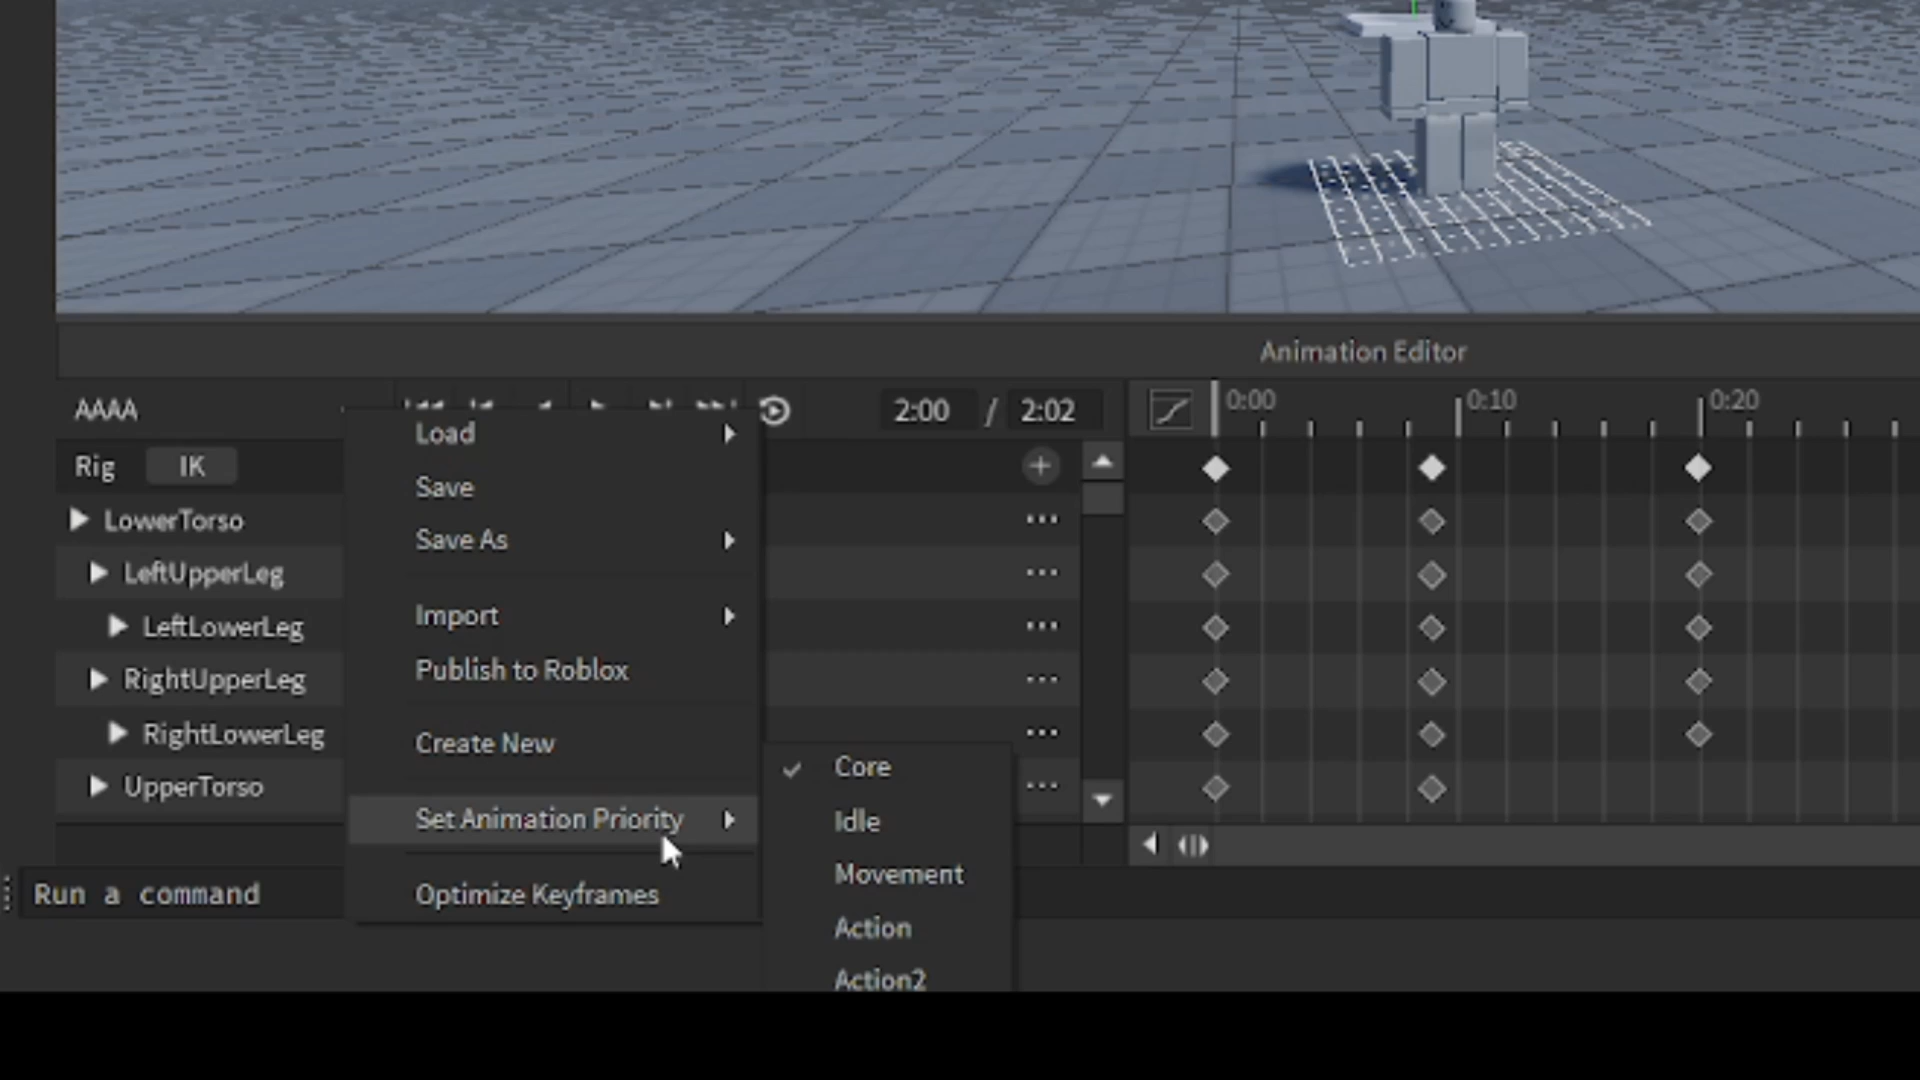 Animation Editor
AAAA
2:00 / 2:02
0:00
0:10
0:20
Load
Rig
IK
Save
LowerTorso
Save As
LeftUpperLeg
Import
LeftLowerLeg
Publish to Roblox
RightUpperLeg
RightLowerLeg
Create New
Core
UpperTorso
Set Animation Priority
Idle
Movement
Run a command
Optimize Keyframes
Action
Action2